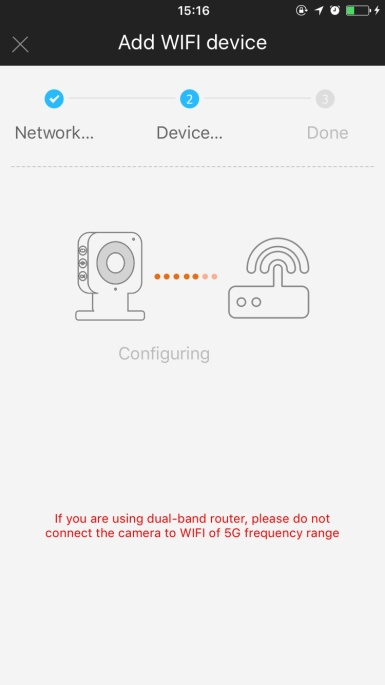 15:16
Add WIFI device
2
3
Network...
Device...
Done
Configuring
If you are using dual-band router, please do not
connect the camera to WIFI of 5G frequency range